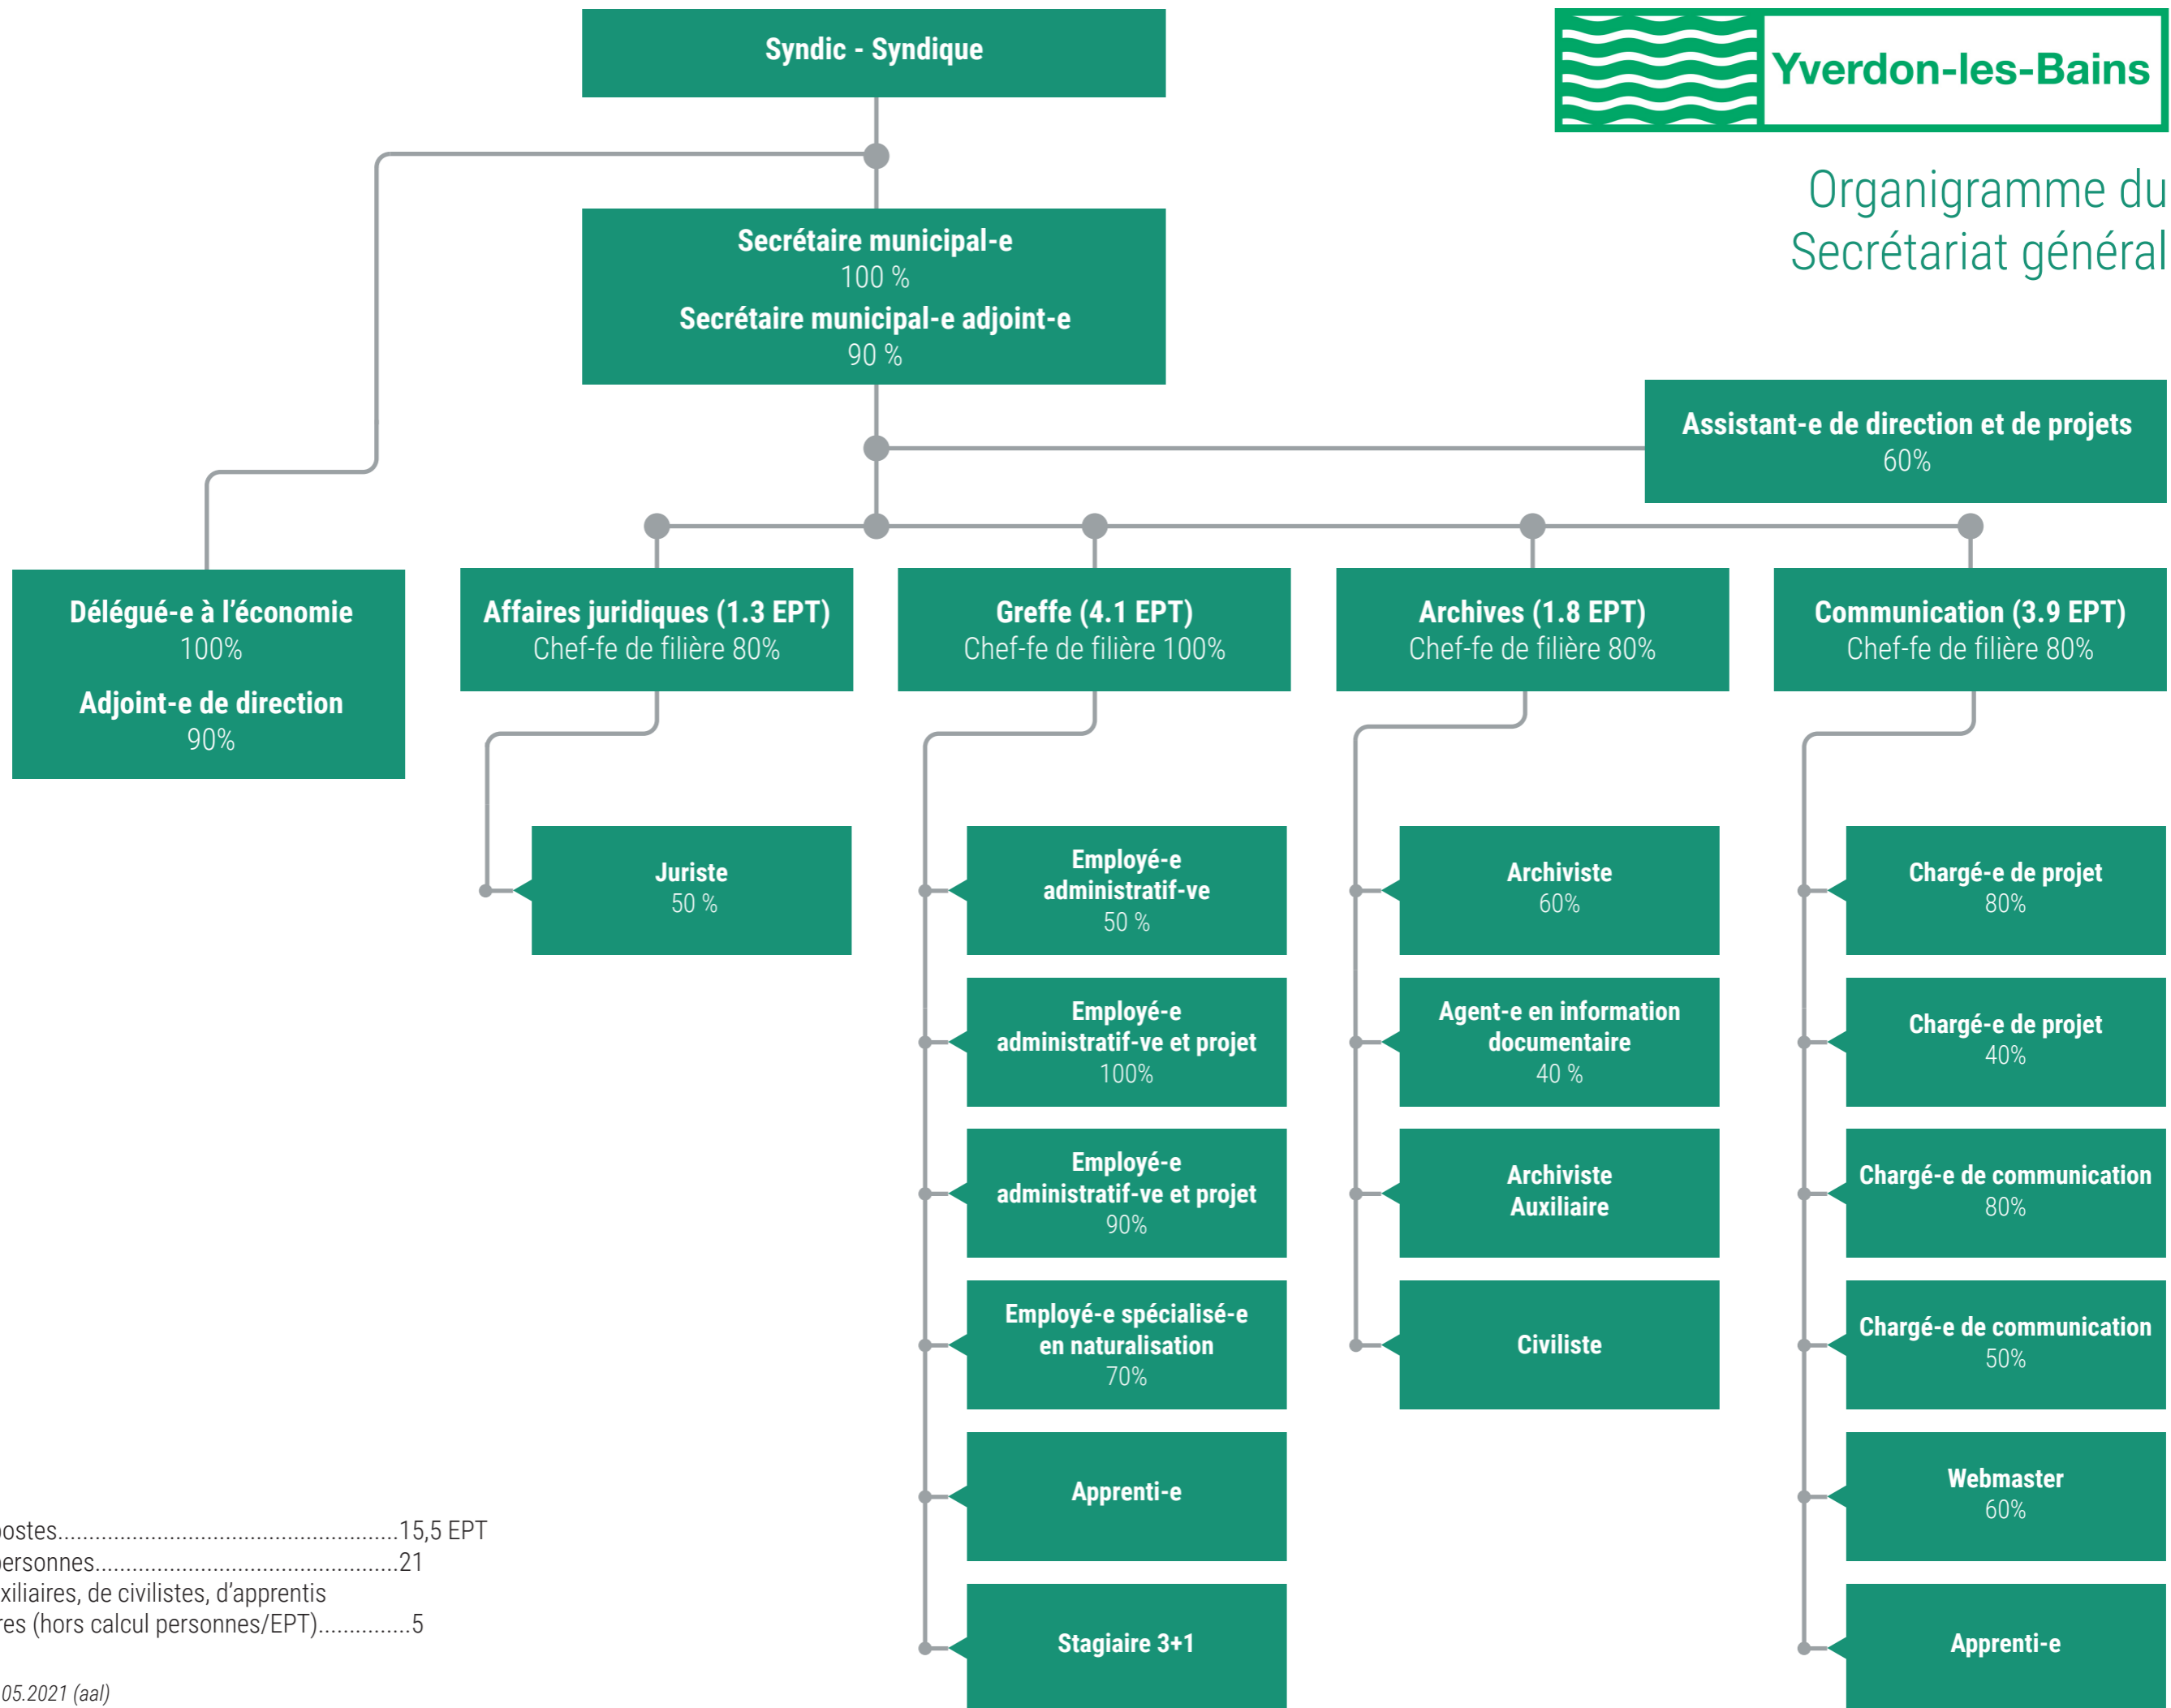 Syndic - Syndique
Yverdon-les-Bains
Organigramme du
Secrétariat général
Secrétaire municipal-e
100 %
Secrétaire municipal-e adjoint-e
90 %
Assistant-e de direction et de projets
60%
Délégué-e à l’économie
100%
Adjoint-e de direction
90%
Affaires juridiques (1.3 EPT)
Chef-fe de filière 80%
Juriste
50 %
Greffe (4.1 EPT)
Chef-fe de filière 100%
Employé-e
administratif-ve
50 %
Employé-e
administratif-ve et projet
100%
Employé-e
administratif-ve et projet
90%
Employé-e spécialisé-e
en naturalisation
70%
Apprenti-e
Stagiaire 3+1
Archives (1.8 EPT)
Chef-fe de filière 80%
Archiviste
60%
Agent-e en information
documentaire
40 %
Archiviste
Auxiliaire
Civiliste
Communication (3.9 EPT)
Chef-fe de filière 80%
Chargé-e de projet
80%
Chargé-e de projet
40%
Chargé-e de communication
80%
Chargé-e de communication
50%
Webmaster
60%
Apprenti-e
postes......................................................15,5 EPT
personnes................................................21
xiliaires, de civilistes, d’apprentis
res (hors calcul personnes/EPT)...............5
05.2021 (aal)